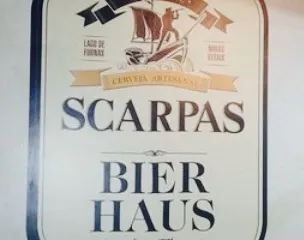 LAGO DE
FURNAS
MINAS
GERAIS
CERVEJA ARTESANAL
SCARPAS
BIER
HAUS